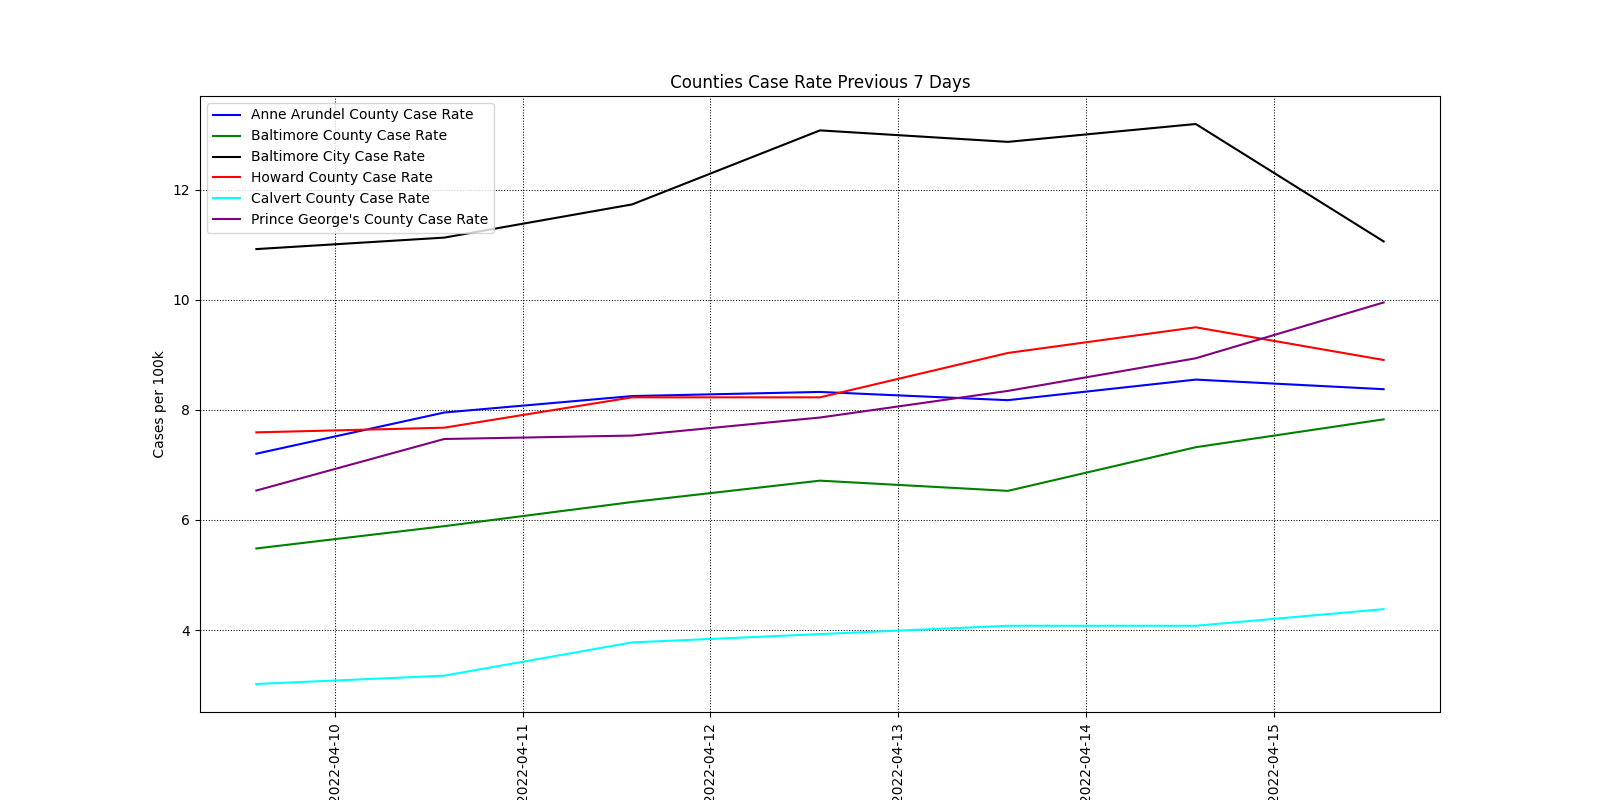 Counties Case Rate Previous 7 Days
Anne Arundel County Case Rate
Baltimore County Case Rate
Baltimore City Case Rate
Howard County Case Rate
Calvert County Case Rate
Prince George's County Case Rate
Cases per 100k
12
10
8
6
4
2022-04-10
2022-04-11
2022-04-12
2022-04-13
2022-04-14
2022-04-15